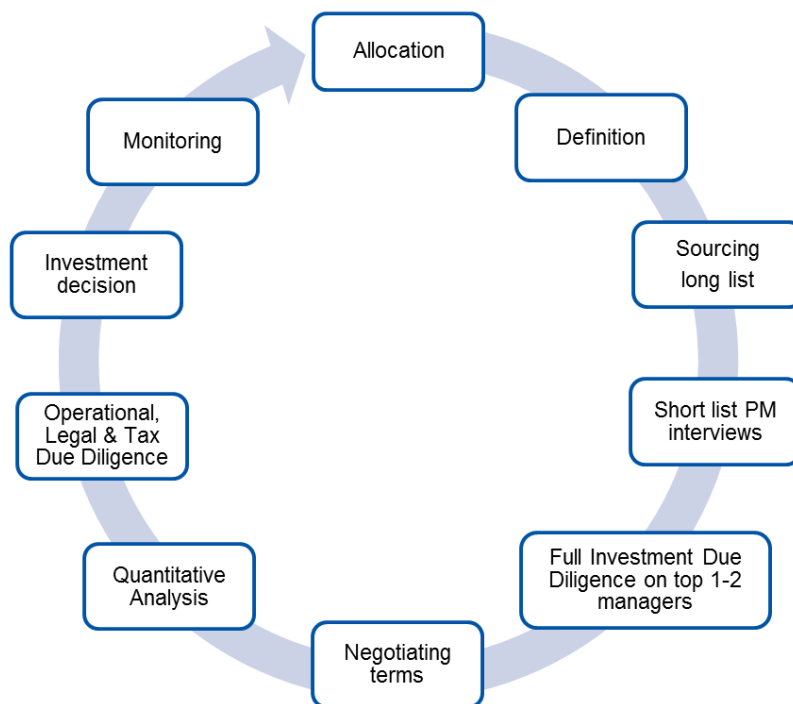 Allocation
Definition
Sourcing
long list
Short list PM
interviews
Full Investment Due
Diligence on top 1-2
managers
Negotiating
terms
Quantitative
Analysis
Operational,
Legal & Tax
Due Diligence
Investment
decision
Monitoring